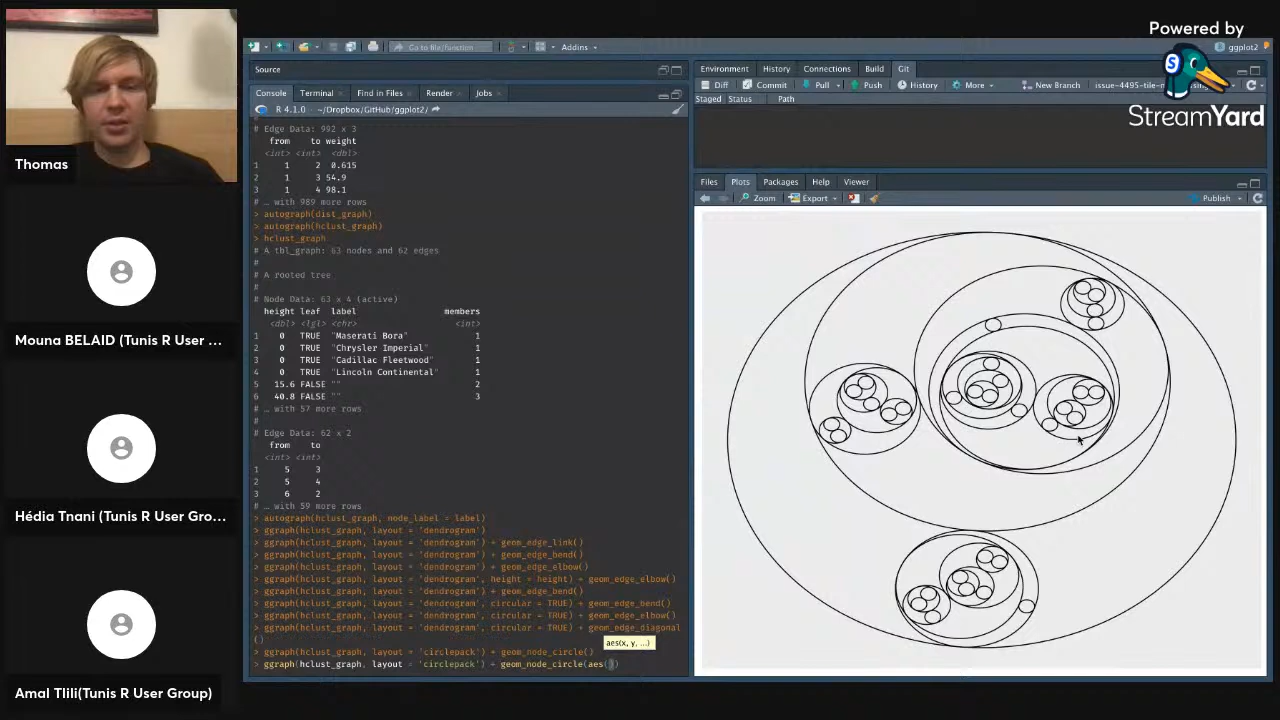 Powered by
StreamYard
Thomas
Mouna BELAID (Tunis R User ...
Hédia Tnani (Tunis R User Gro...
Amal Tlili(Tunis R User Group)
Go to file/function
Addins
ggplot2
Source
Console Terminal Find in Files Render Jobs
R 4.1.0 · ~/Dropbox/GitHub/ggplot2/
# Edge Data: 992 x 3
from to weight
<int> <int> <dbl>
1 1 2 0.615
2 1 3 54.9
3 1 4 98.1
# … with 989 more rows
> autograph(dist_graph)
> autograph(hclust_graph)
> hclust_graph
# A tbl_graph: 63 nodes and 62 edges
#
# A rooted tree
#
# Node Data: 63 x 4 (active)
height leaf label members
<dbl> <lgl> <chr> <int>
1 0 TRUE "Maserati Bora" 1
2 0 TRUE "Chrysler Imperial" 1
3 0 TRUE "Cadillac Fleetwood" 1
4 0 TRUE "Lincoln Continental" 1
5 15.6 FALSE "" 2
6 40.8 FALSE "" 3
# … with 57 more rows
#
# Edge Data: 62 x 2
from to
<int> <int>
1 5 3
2 5 4
3 6 2
# … with 59 more rows
> autograph(hclust_graph, node_label = label)
> ggraph(hclust_graph, layout = 'dendrogram')
> ggraph(hclust_graph, layout = 'dendrogram') + geom_edge_link()
> ggraph(hclust_graph, layout = 'dendrogram') + geom_edge_bend()
> ggraph(hclust_graph, layout = 'dendrogram') + geom_edge_elbow()
> ggraph(hclust_graph, layout = 'dendrogram', height = height) + geom_edge_elbow()
> ggraph(hclust_graph, layout = 'dendrogram') + geom_edge_bend()
> ggraph(hclust_graph, layout = 'dendrogram', circular = TRUE) + geom_edge_bend()
> ggraph(hclust_graph, layout = 'dendrogram', circular = TRUE) + geom_edge_elbow()
> ggraph(hclust_graph, layout = 'dendrogram', circular = TRUE) + geom_edge_diagonal
()
aes(x, y, ...)
> ggraph(hclust_graph, layout = 'circlepack') + geom_node_circle()
> ggraph(hclust_graph, layout = 'circlepack') + geom_node_circle(aes())
Environment History Connections Build Git
Diff Commit Pull Push History More New Branch
Staged Status Path
Files Plots Packages Help Viewer
Zoom Export Publish